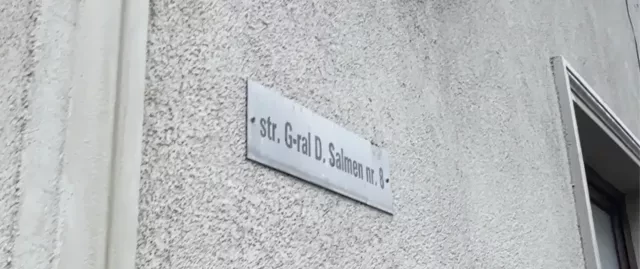 str. G-ral D. Salmen nr. 8